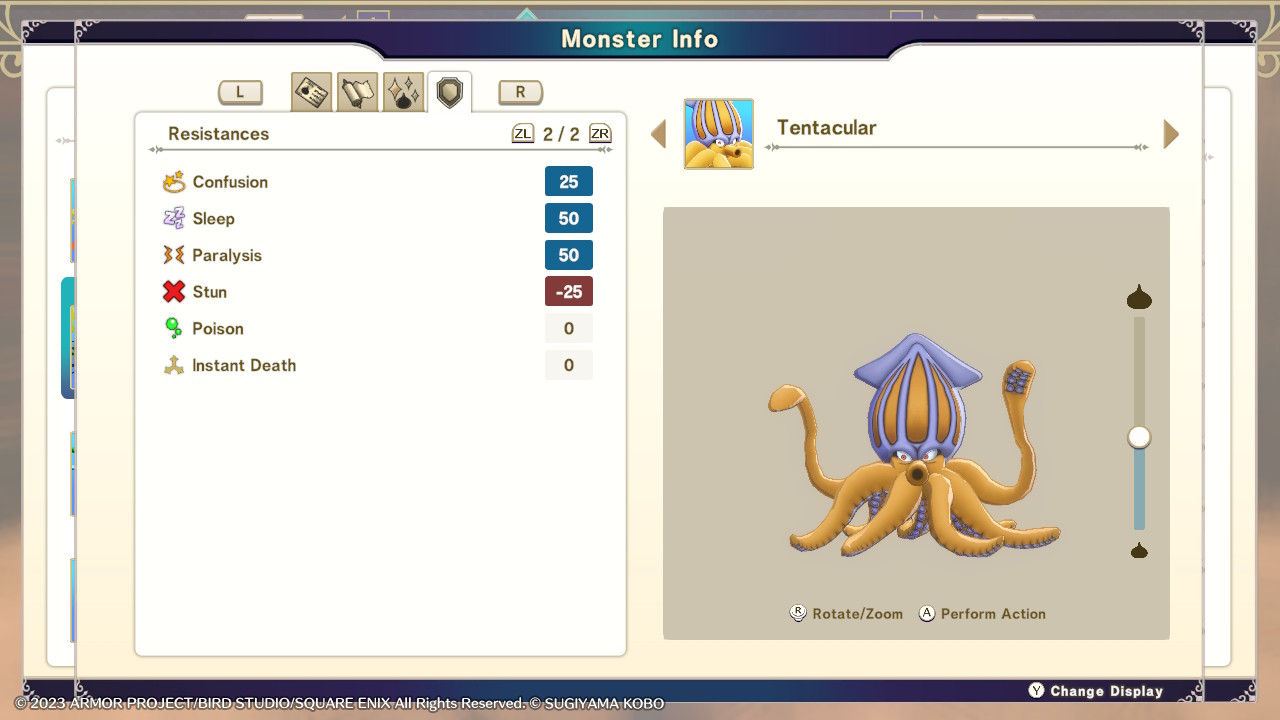 Monster Info
L
R
Resistances
ZL 2 / 2 ZR
Confusion 25
Sleep 50
Paralysis 50
Stun -25
Poison 0
Instant Death 0
Tentacular
R Rotate/Zoom A Perform Action
Y Change Display
© 2023 ARMOR PROJECT/BIRD STUDIO/SQUARE ENIX All Rights Reserved. © SUGIYAMA KOBO